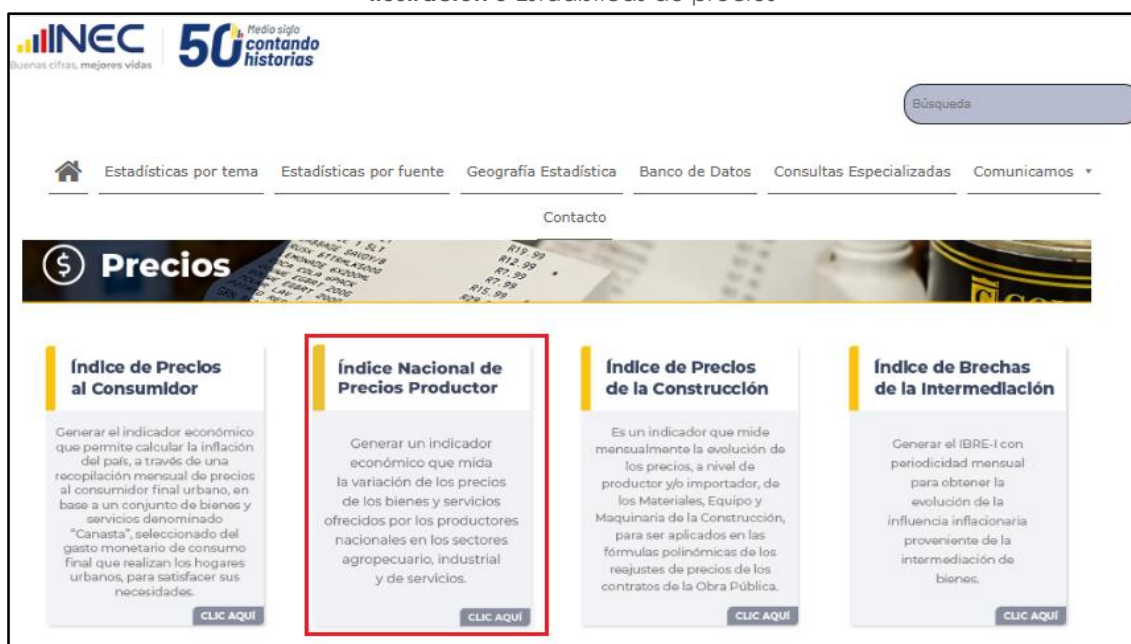 INEC
Buenas cifras, mejores vidas
50 Medio siglo
contando
historias
Búsqueda
Estadísticas por tema Estadísticas por fuente Geografía Estadística Banco de Datos Consultas Especializadas Comunicamos
Contacto
Precios
Índice de Precios
al Consumidor
Generar el indicador económico
que permite calcular la inflación
del país, a través de una
recopilación mensual de precios
al consumidor final urbano, en
base a un conjunto de bienes y
servicios denominado
"Canasta", seleccionado del
gasto monetario de consumo
final que realizan los hogares
urbanos, para satisfacer sus
necesidades.
CLIC AQUÍ
Índice Nacional de
Precios Productor
Generar un indicador
económico que mida
la variación de los precios
de los bienes y servicios
ofrecidos por los productores
nacionales en los sectores
agropecuario, industrial
y de servicios.
CLIC AQUÍ
Índice de Precios
de la Construcción
Es un indicador que mide
mensualmente la evolución de
los precios, a nivel de
productor y/o importador, de
los Materiales, Equipo y
Maquinaria de la Construcción,
para ser aplicados en las
fórmulas polinómicas de los
reajustes de precios de los
contratos de la Obra Pública.
CLIC AQUÍ
Índice de Brechas
de la Intermediación
Generar el IBRE-I con
periodicidad mensual
para obtener la
evolución de la
influencia inflacionaria
proveniente de la
intermediación de
bienes.
CLIC AQUÍ